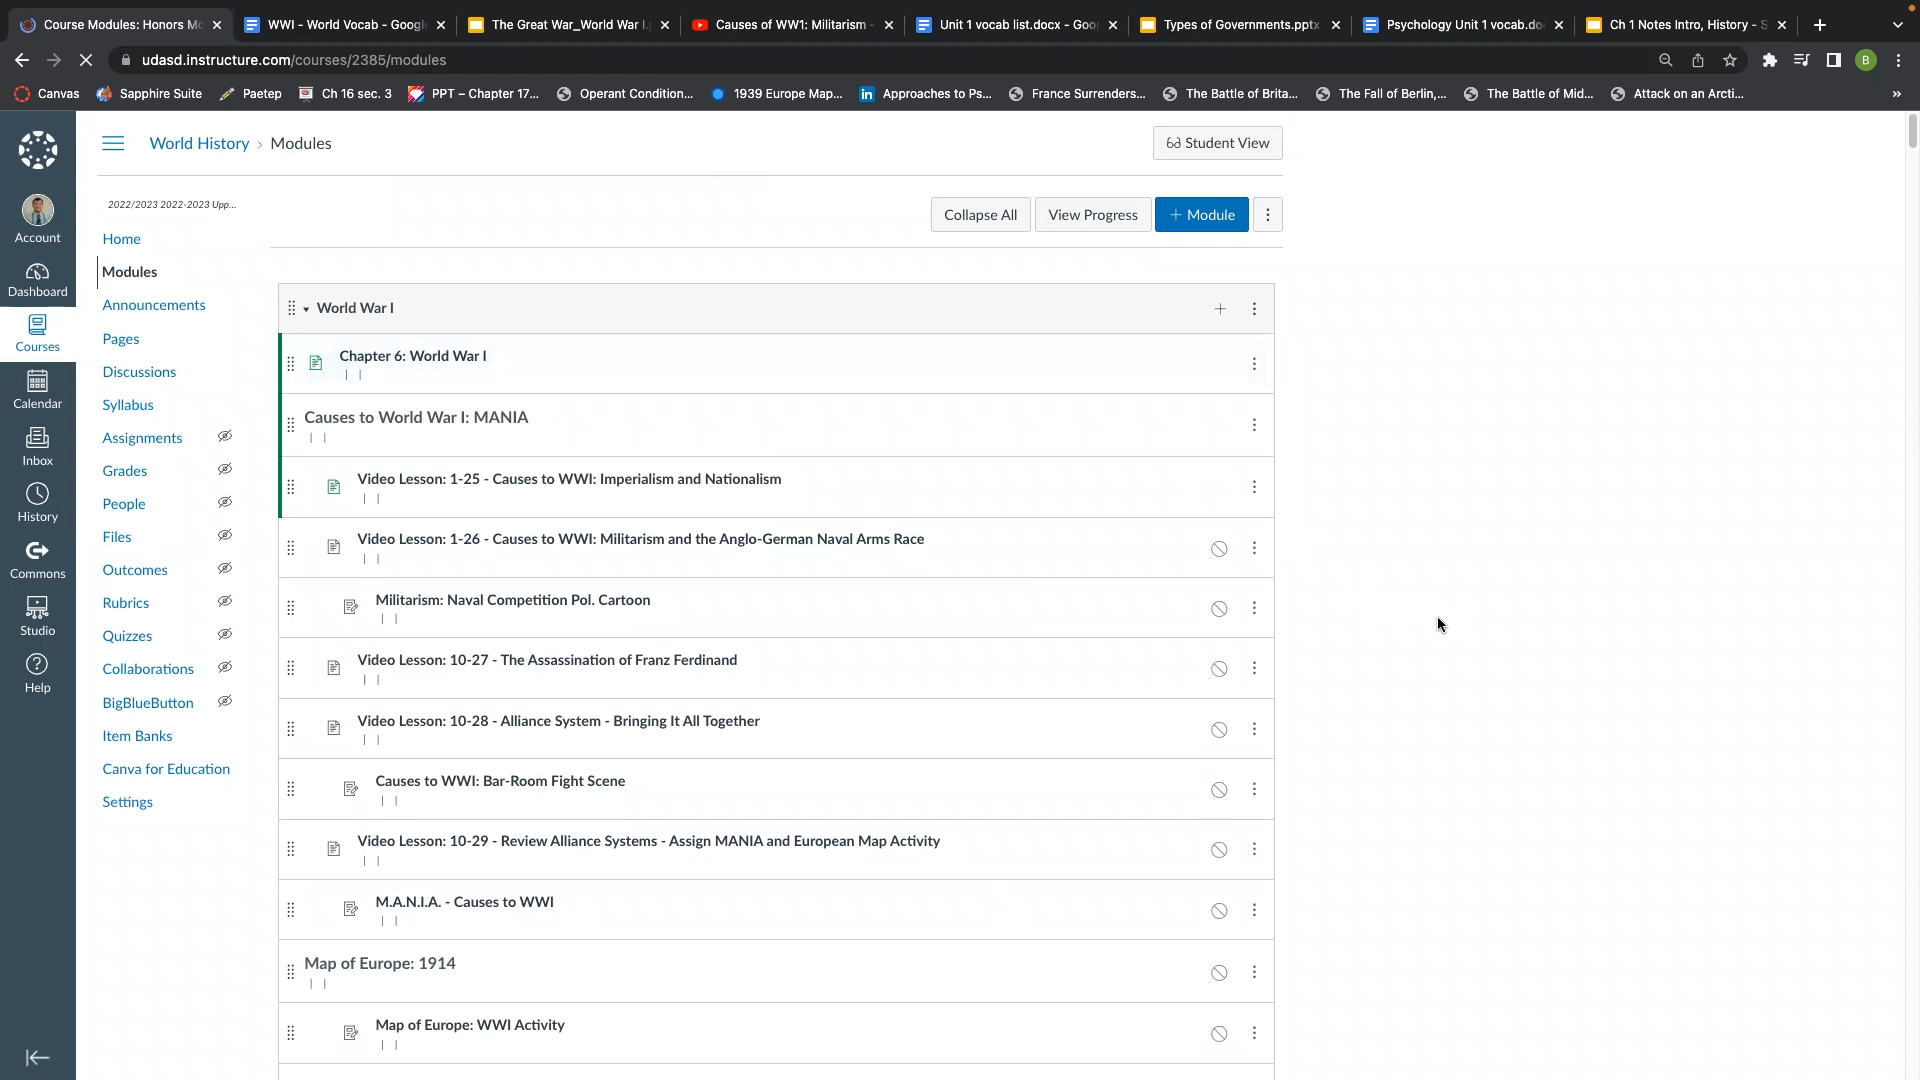 Course Modules: Honors Mo
WWI - World Vocab - Google
The Great War_World War I.p
Causes of WW1: Militarism -
Unit 1 vocab list.docx - Goog
Types of Governments.pptx
Psychology Unit 1 vocab.do
Ch 1 Notes Intro, History - S
udasd.instructure.com/courses/2385/modules
B
Canvas
Sapphire Suite
Paetep
Ch 16 sec. 3
PPT – Chapter 17...
Operant Condition...
1939 Europe Map...
Approaches to Ps...
France Surrenders...
The Battle of Brita...
The Fall of Berlin,...
The Battle of Mid...
Attack on an Arcti...
World History › Modules
Student View
Account
Dashboard
Courses
Calendar
Inbox
History
Commons
Studio
Help
2022/2023 2022-2023 Upp...
Home
Modules
Announcements
Pages
Discussions
Syllabus
Assignments
Grades
People
Files
Outcomes
Rubrics
Quizzes
Collaborations
BigBlueButton
Item Banks
Canva for Education
Settings
Collapse All
View Progress
+ Module
World War I
Chapter 6: World War I
Causes to World War I: MANIA
Video Lesson: 1-25 - Causes to WWI: Imperialism and Nationalism
Video Lesson: 1-26 - Causes to WWI: Militarism and the Anglo-German Naval Arms Race
Militarism: Naval Competition Pol. Cartoon
Video Lesson: 10-27 - The Assassination of Franz Ferdinand
Video Lesson: 10-28 - Alliance System - Bringing It All Together
Causes to WWI: Bar-Room Fight Scene
Video Lesson: 10-29 - Review Alliance Systems - Assign MANIA and European Map Activity
M.A.N.I.A. - Causes to WWI
Map of Europe: 1914
Map of Europe: WWI Activity